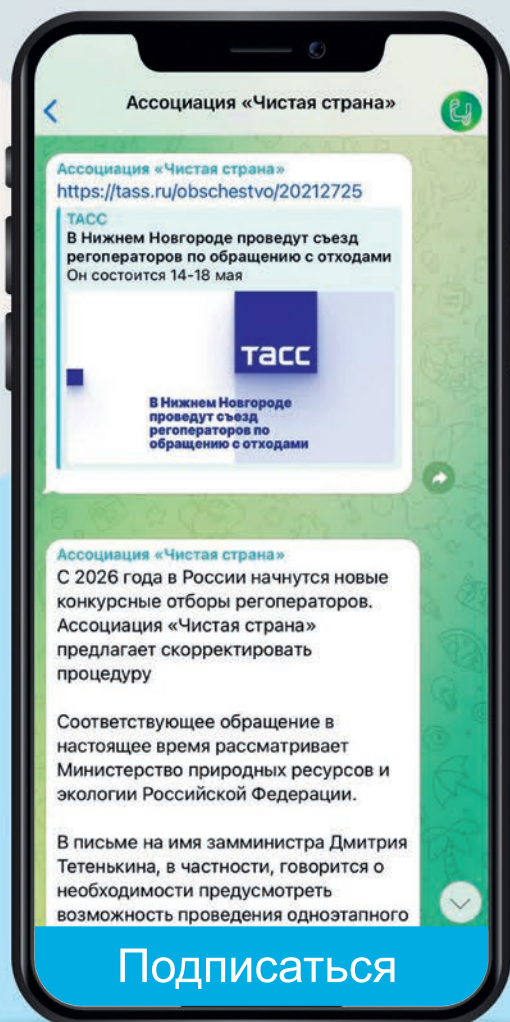 Ассоциация «Чистая страна»
Ассоциация «Чистая страна»
https://tass.ru/obschestvo/20212725
ТАСС
В Нижнем Новгороде проведут съезд
регоператоров по обращению с отходами
Он состоится 14-18 мая
тасс
В Нижнем Новгороде
проведут съезд
регоператоров по
обращению с отходами
Ассоциация «Чистая страна»
С 2026 года в России начнутся новые
конкурсные отборы регоператоров.
Ассоциация «Чистая страна»
предлагает скорректировать
процедуру
Соответствующее обращение в
настоящее время рассматривает
Министерство природных ресурсов и
экологии Российской Федерации.
В письме на имя замминистра Дмитрия
Тетенькина, в частности, говорится о
необходимости предусмотреть
возможность проведения одноэтапного
Подписаться